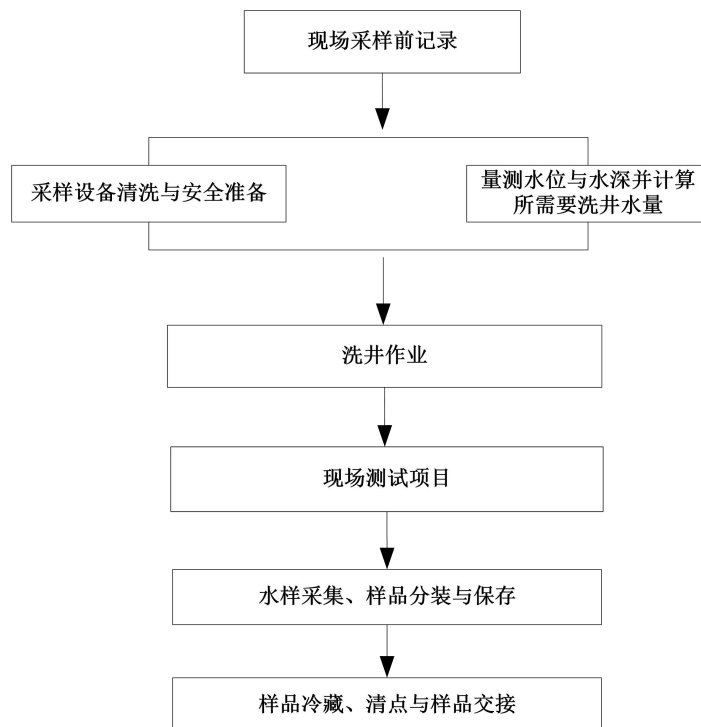 现场采样前记录
采样设备清洗与安全准备
量测水位与水深并计算
所需要洗井水量
洗井作业
现场测试项目
水样采集、样品分装与保存
样品冷藏、清点与样品交接